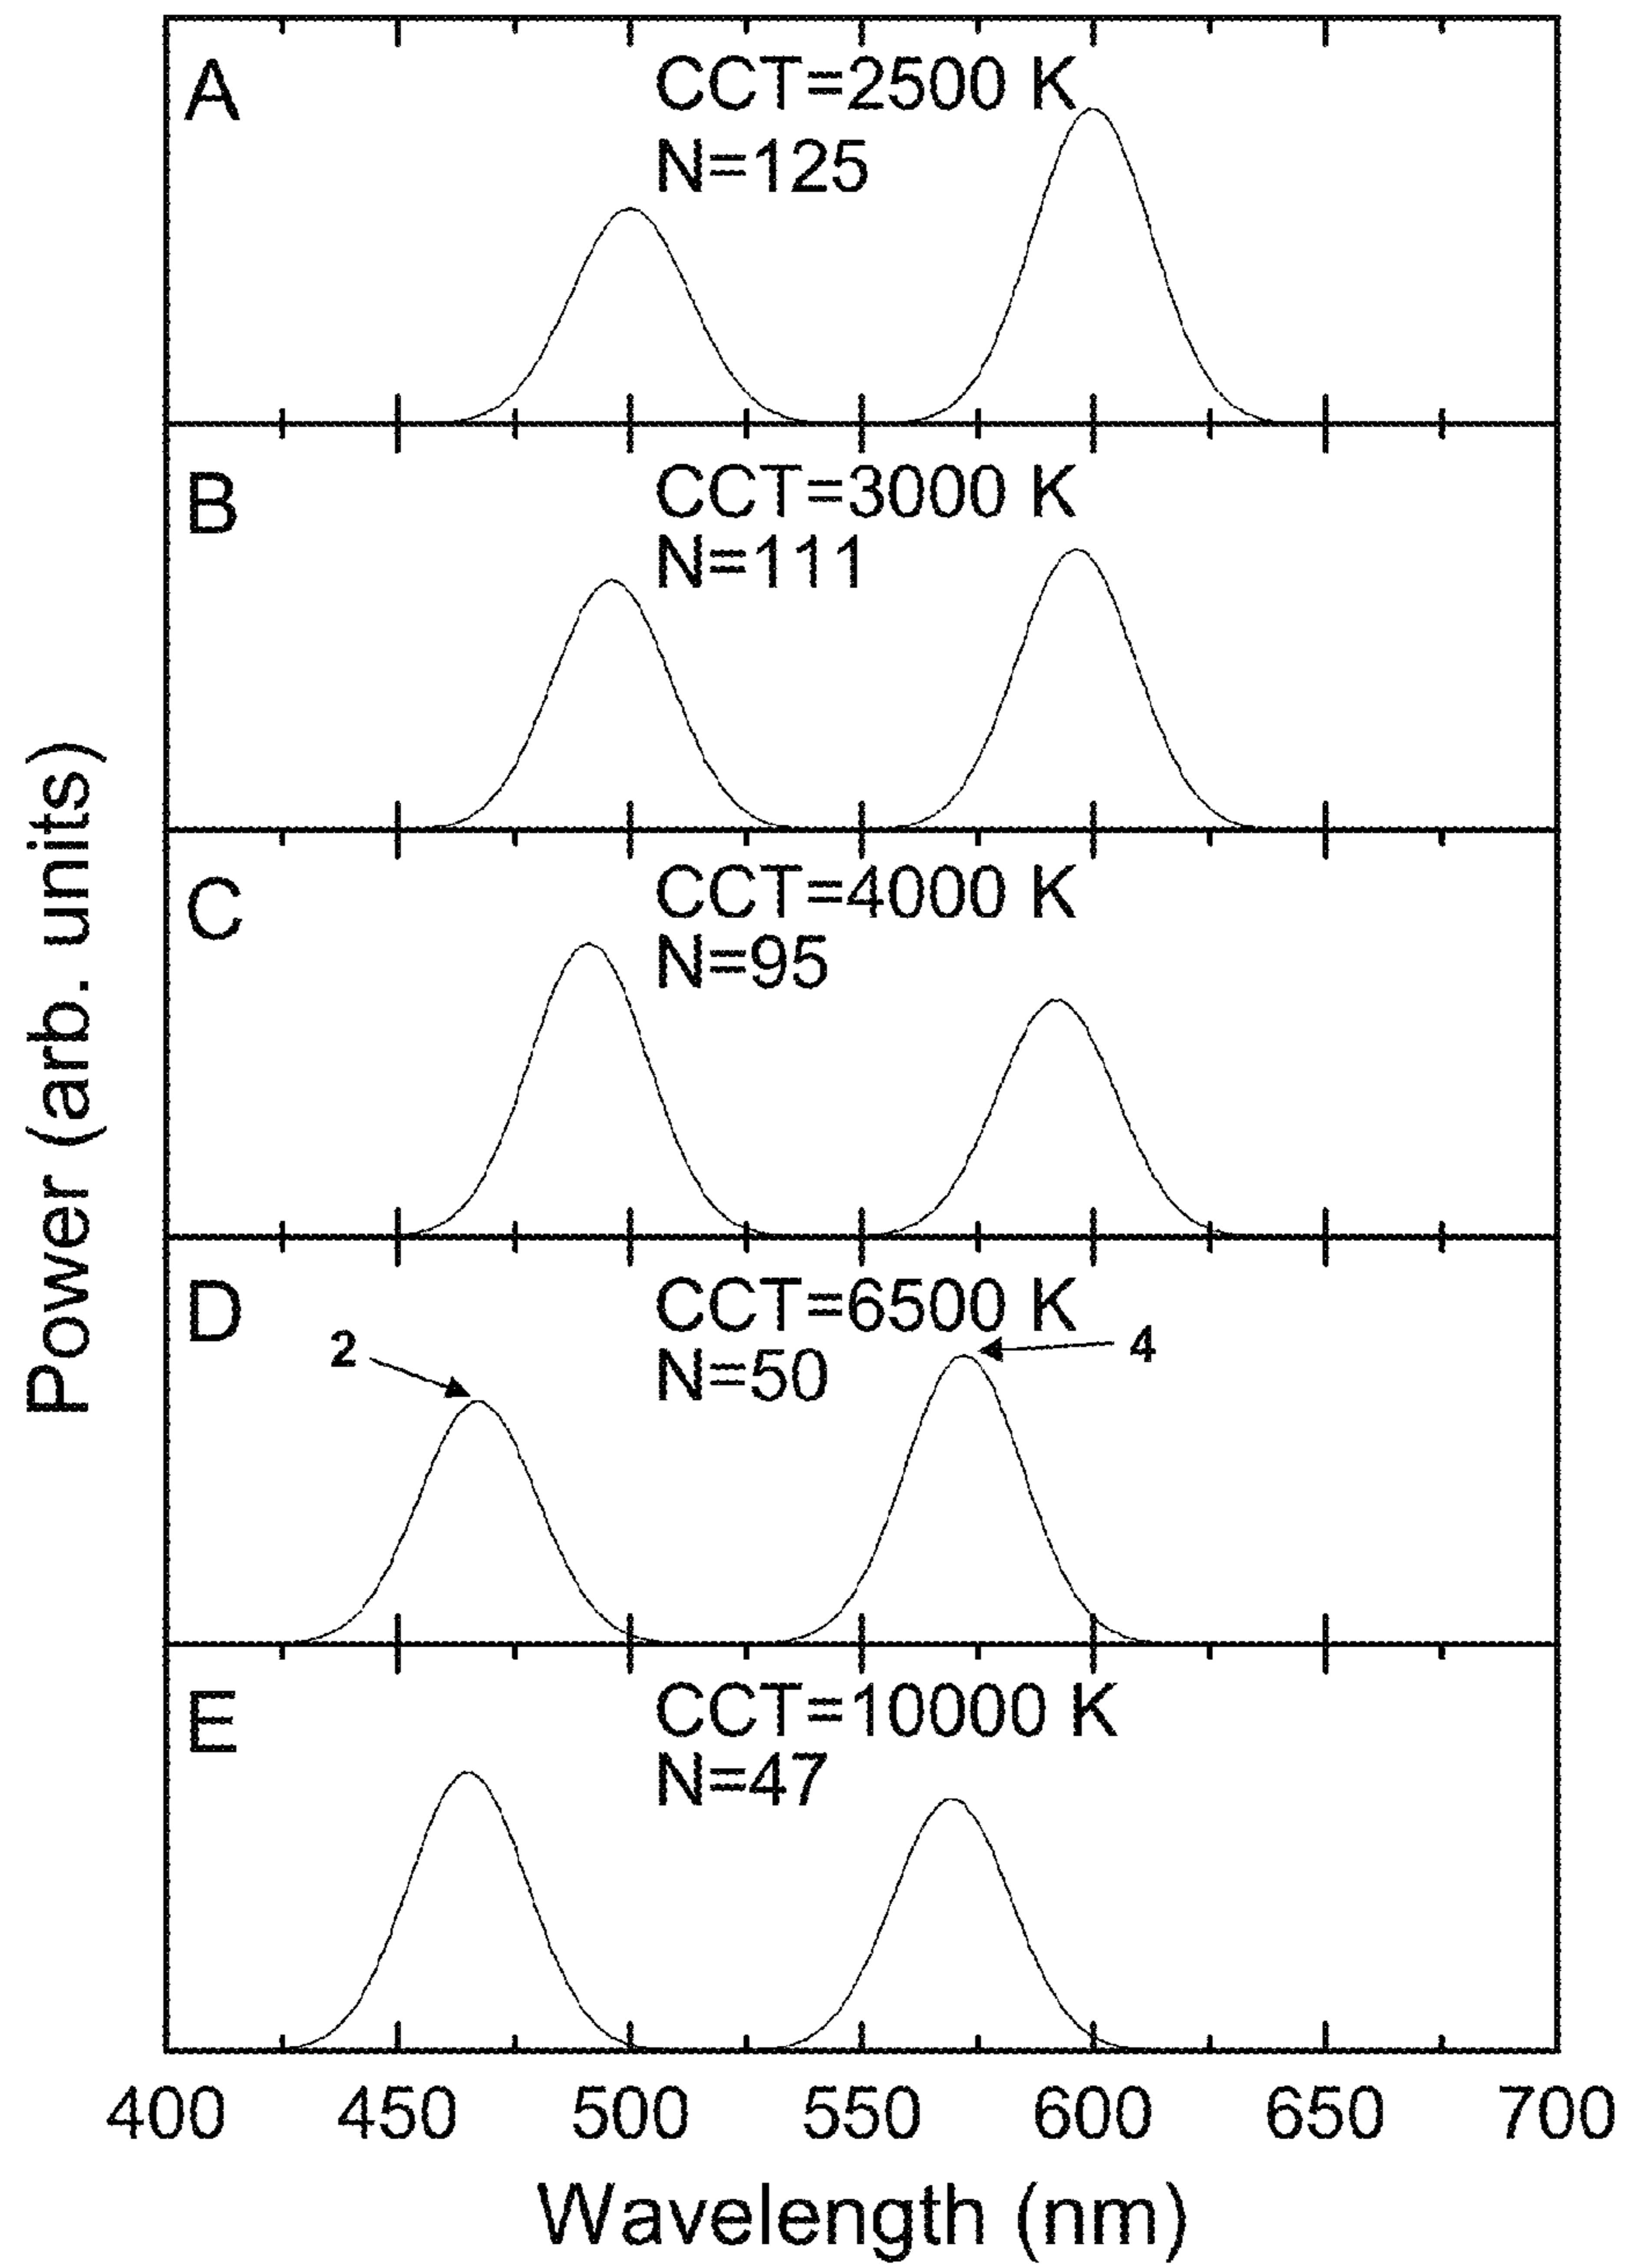 A
CCT=2500 K
N=125
B
CCT=3000 K
N=111
C
CCT=4000 K
N=95
D
CCT=6500 K
2
4
N=50
E
CCT=10000 K
N=47
Power (arb. units)
400 450 500 550 600 650 700
Wavelength (nm)